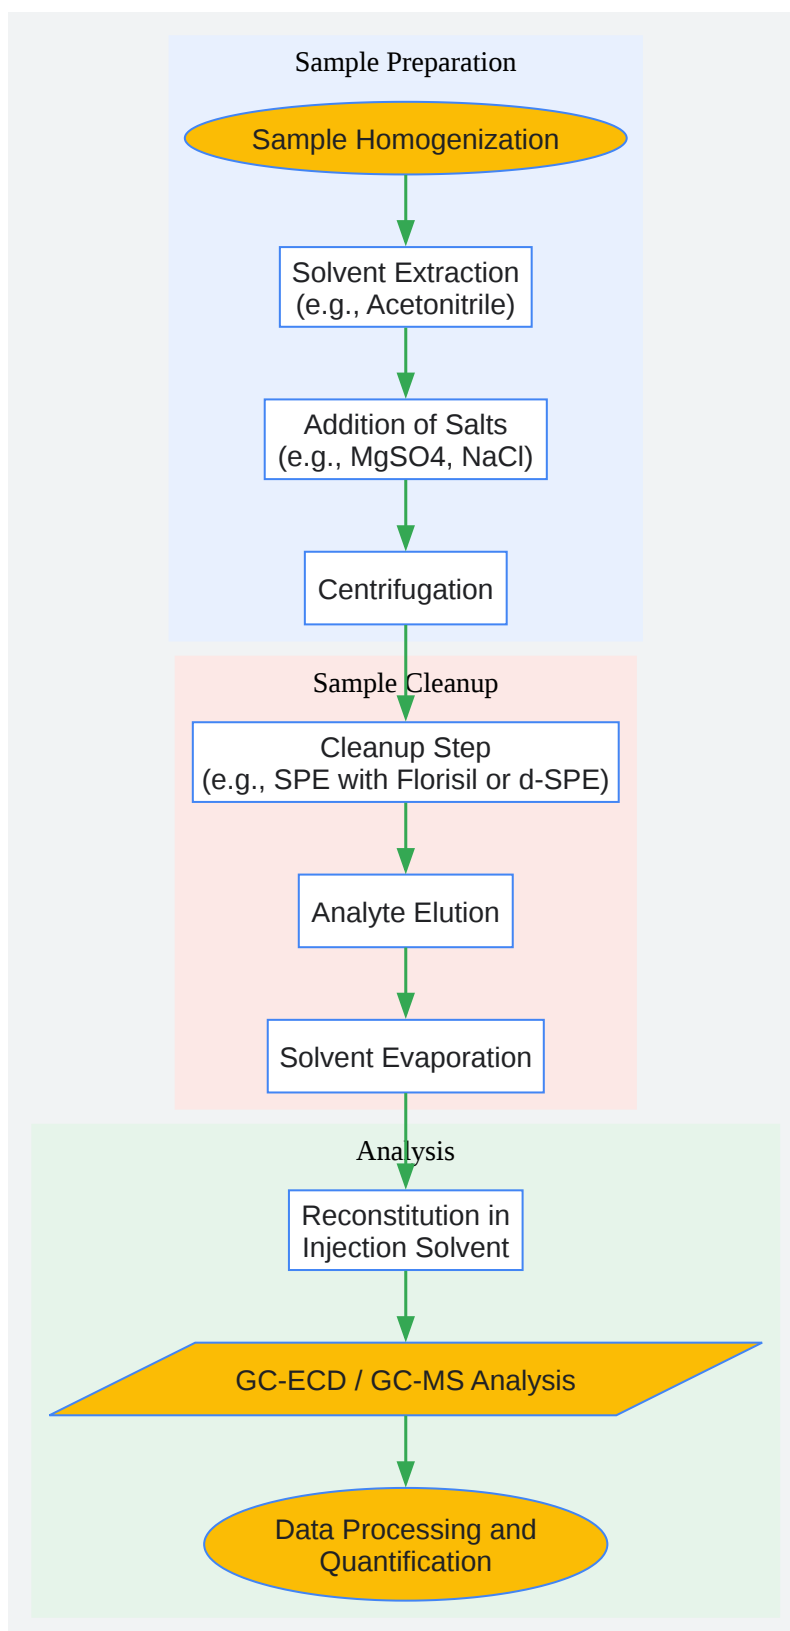 Sample Preparation
Sample Homogenization
Solvent Extraction
(e.g., Acetonitrile)
Addition of Salts
(e.g., MgSO4, NaCl)
Centrifugation
Sample Cleanup
Cleanup Step
(e.g., SPE with Florisil or d-SPE)
Analyte Elution
Solvent Evaporation
Analysis
Reconstitution in
Injection Solvent
GC-ECD / GC-MS Analysis
Data Processing and
Quantification